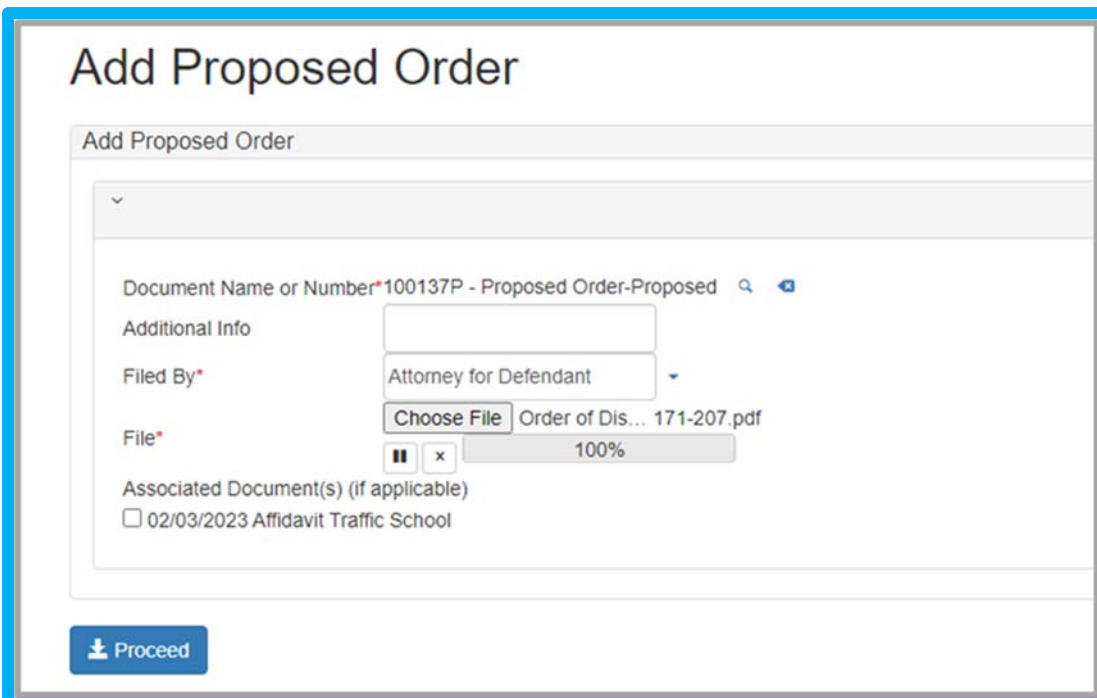 Add Proposed Order
Add Proposed Order
Document Name or Number*100137P - Proposed Order-Proposed
Additional Info
Filed By* Attorney for Defendant
File* Choose File Order of Dis... 171-207.pdf
100%
Associated Document(s) (if applicable)
02/03/2023 Affidavit Traffic School
Proceed